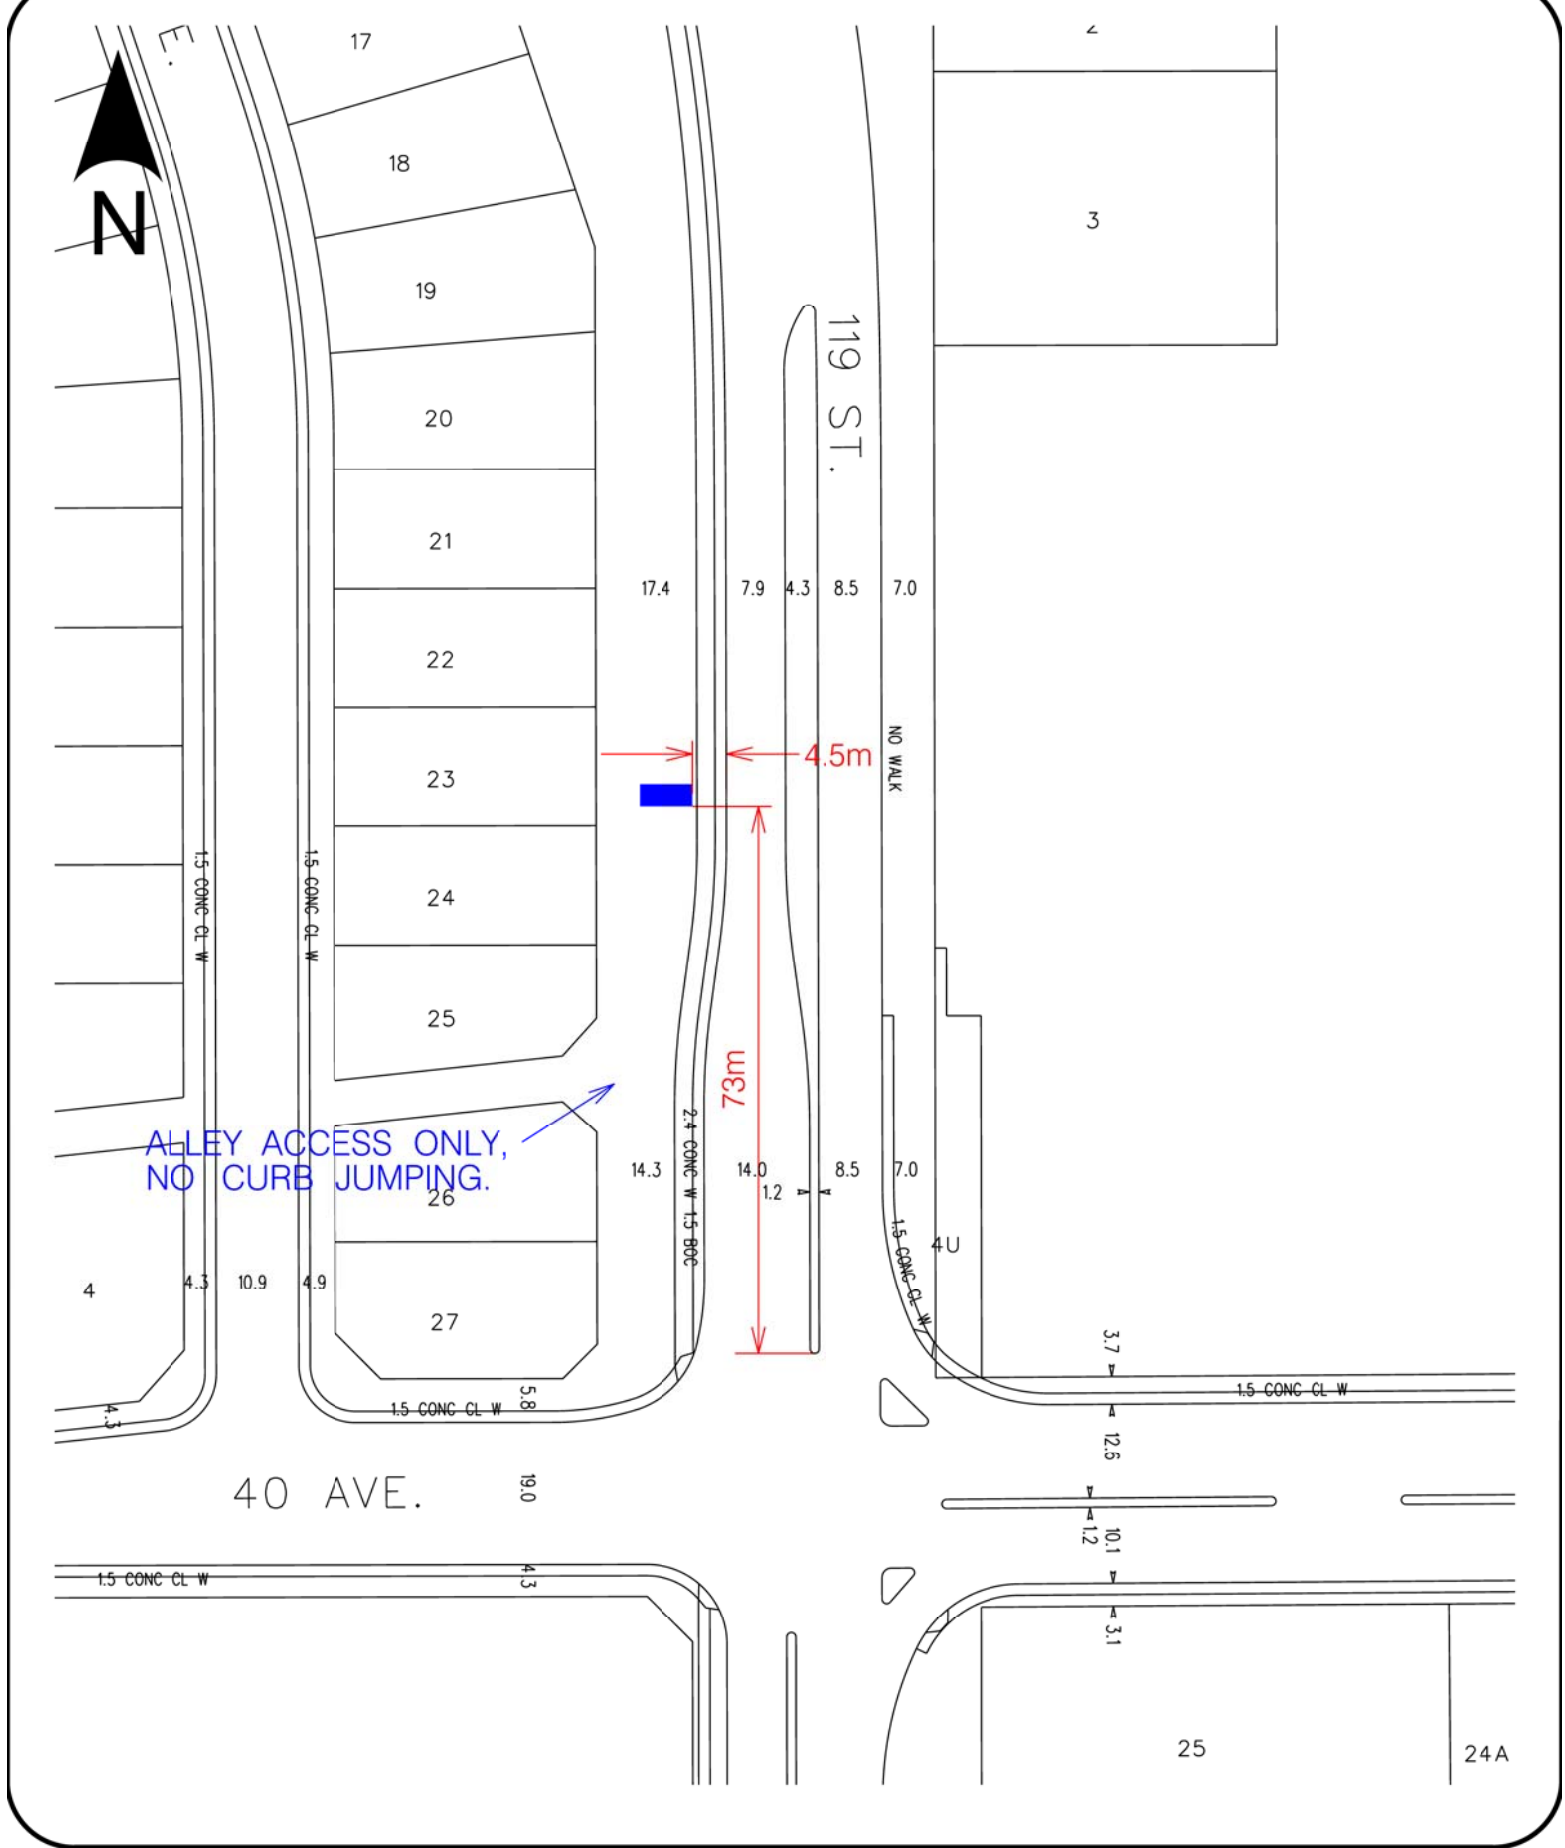 E.
17
2
N
18
3
19
119 ST.
20
21
17.4
7.9
4.3
8.5
7.0
22
NO WALK
4.5m
23
1.5 CONC CL W
1.5 CONC CL W
24
25
73m
ALLEY ACCESS ONLY,
NO CURB JUMPING.
2.4 CONC W 1.5 BOC
14.3
14.0
8.5
7.0
1.2
26
1.5 CONC CL W
4U
4
4.3
10.9
4.9
27
3.7
4.3
1.5 CONC CL W
5.8
1.5 CONC CL W
12.6
40 AVE.
19.0
1.2
10.1
1.5 CONC CL W
4.3
3.1
25
24A